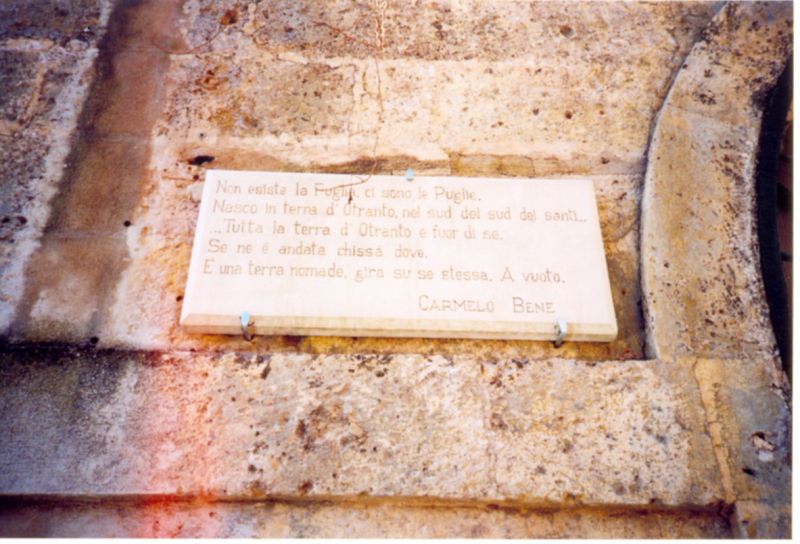 Non esiste la Puglia, ci sono le Puglie.
Nasco in terra d' Otranto, nel sud del sud dei santi...
...Tutta la terra d' Otranto è fuor di se.
Se ne é andata chissà dove.
E una terra nomade, gira su se stessa. A vuoto.
CARMELO BENE